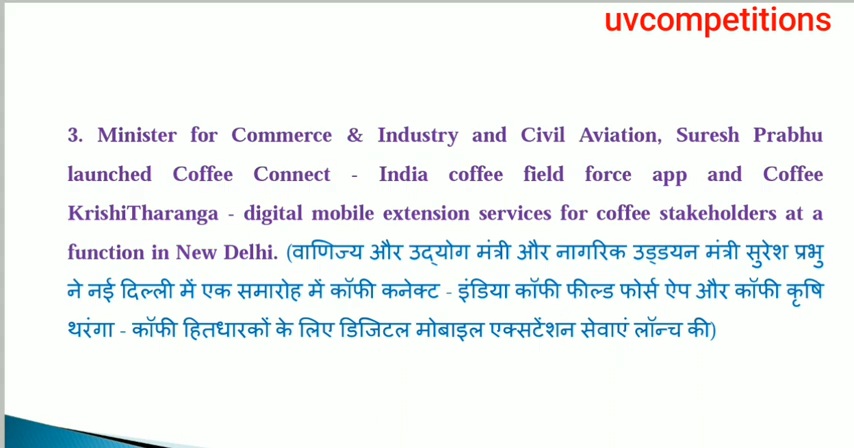 uvcompetitions
3. Minister for Commerce & Industry and Civil Aviation, Suresh Prabhu
launched Coffee Connect - India coffee field force app and Coffee
KrishiTharanga - digital mobile extension services for coffee stakeholders at a
function in New Delhi. (वाणिज्य और उद्योग मंत्री और नागरिक उड्डयन मंत्री सुरेश प्रभु
ने नई दिल्ली में एक समारोह में कॉफी कनेक्ट - इंडिया कॉफी फील्ड फोर्स ऐप और कॉफी कृषि
थरंगा - कॉफी हितधारकों के लिए डिजिटल मोबाइल एक्सटेंशन सेवाएं लॉन्च की)